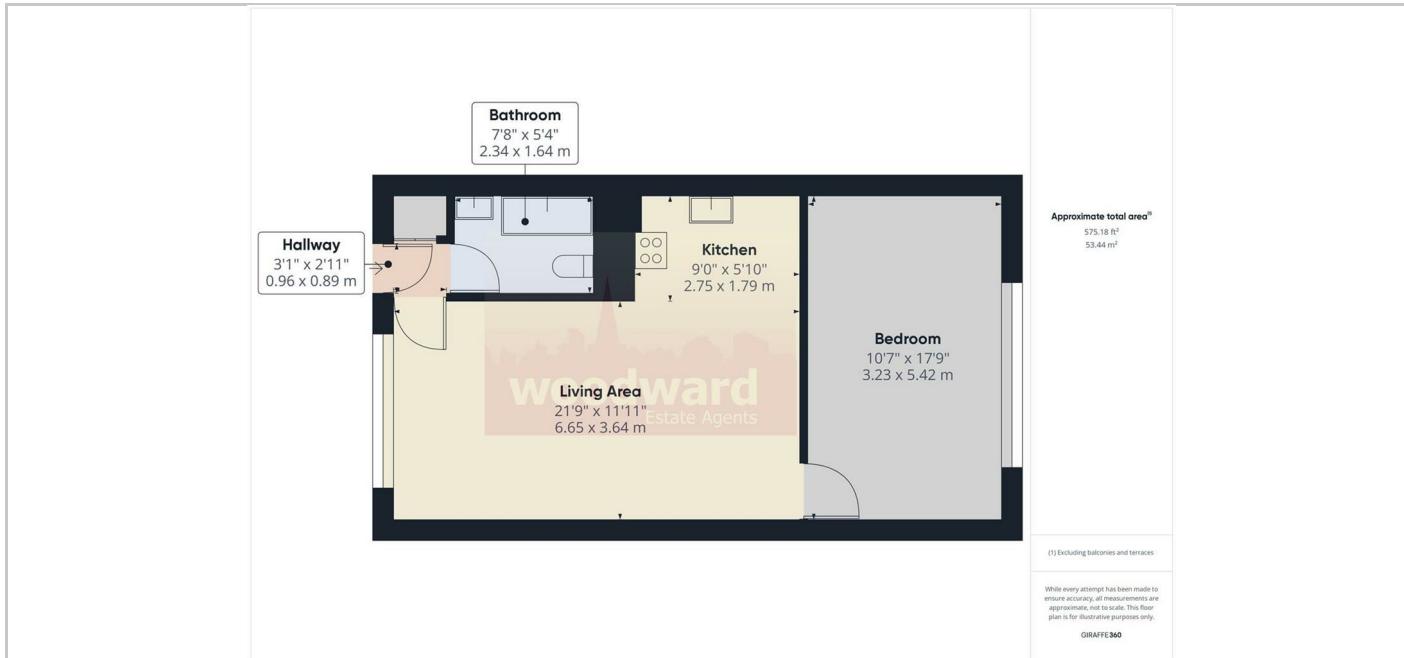 Bathroom
7'8" x 5'4"
2.34 x 1.64 m
Hallway
3'1" x 2'11"
0.96 x 0.89 m
Kitchen
9'0" x 5'10"
2.75 x 1.79 m
Bedroom
10'7" x 17'9"
3.23 x 5.42 m
woodward
Estate Agents
Living Area
21'9" x 11'11"
6.65 x 3.64 m
Approximate total area⁽¹⁾
575.18 ft²
53.44 m²
(1) Excluding balconies and terraces
While every attempt has been made to
ensure accuracy, all measurements are
approximate, not to scale. This floor
plan is for illustrative purposes only.
GIRAFFE360